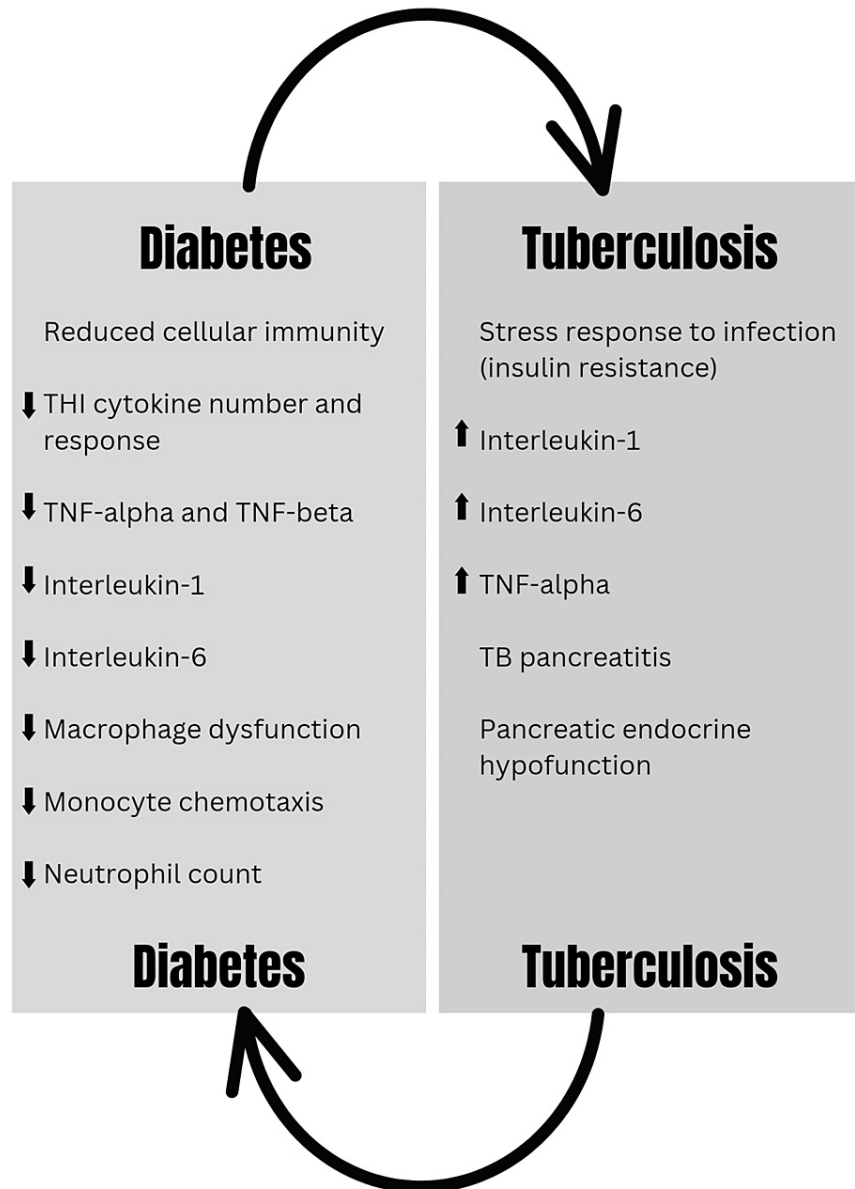 Diabetes
Reduced cellular immunity
THI cytokine number and
response
TNF-alpha and TNF-beta
Interleukin-1
Interleukin-6
Macrophage dysfunction
Monocyte chemotaxis
Neutrophil count
Diabetes
Tuberculosis
Stress response to infection
(insulin resistance)
Interleukin-1
Interleukin-6
TNF-alpha
TB pancreatitis
Pancreatic endocrine
hypofunction
Tuberculosis